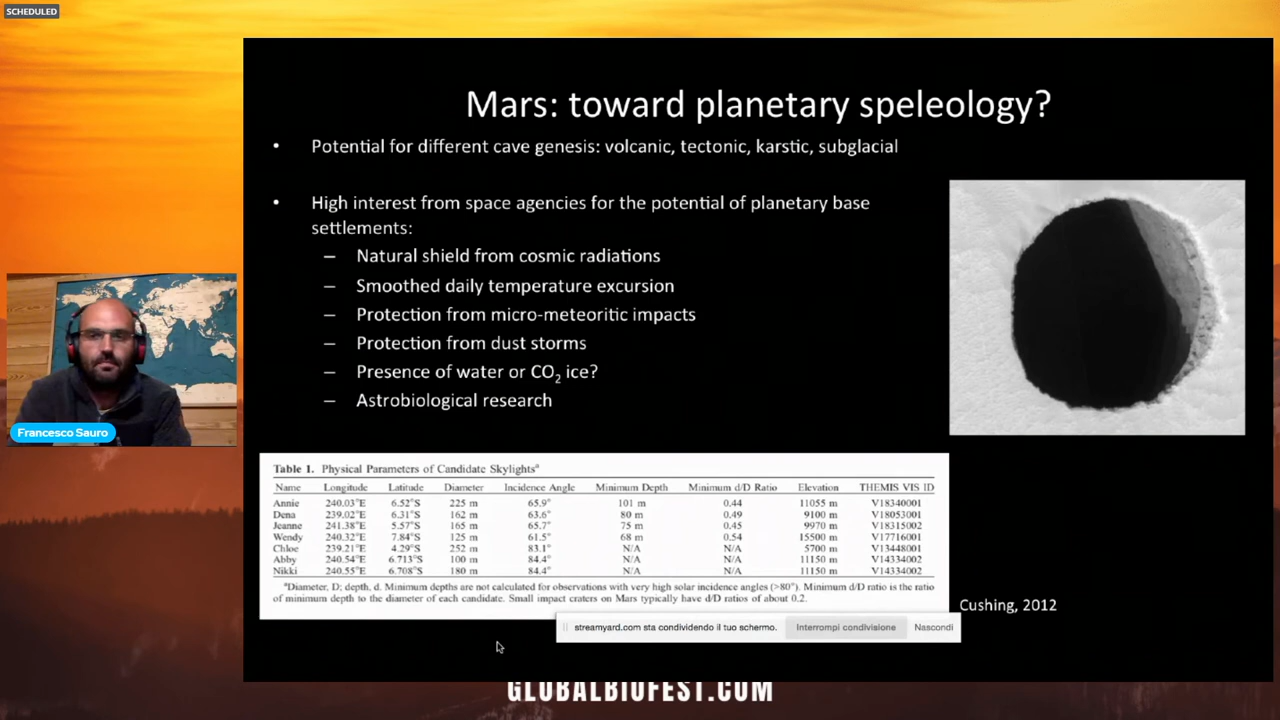 SCHEDULED
Mars: toward planetary speleology?
• Potential for different cave genesis: volcanic, tectonic, karstic, subglacial
• High interest from space agencies for the potential of planetary base
settlements:
– Natural shield from cosmic radiations
– Smoothed daily temperature excursion
– Protection from micro-meteoritic impacts
– Protection from dust storms
– Presence of water or CO₂ ice?
– Astrobiological research
Francesco Sauro
Table 1. Physical Parameters of Candidate Skylightsᵃ
Name Longitude Latitude Diameter Incidence Angle Minimum Depth Minimum d/D Ratio Elevation THEMIS VIS ID
Annie 240.03°E 6.52°S 225 m 65.9° 101 m 0.44 11055 m V18340001
Dena 239.02°E 6.31°S 162 m 63.6° 80 m 0.49 9100 m V18053001
Jeanne 241.38°E 5.57°S 165 m 65.7° 75 m 0.45 9970 m V18315002
Wendy 240.32°E 7.84°S 125 m 61.5° 68 m 0.54 15500 m V17716001
Chloe 239.21°E 4.29°S 252 m 83.1° N/A N/A 5700 m V13448001
Abby 240.54°E 6.713°S 100 m 84.4° N/A N/A 11150 m V14334002
Nikki 240.55°E 6.708°S 180 m 84.4° N/A N/A 11150 m V14334002
ᵃDiameter, D; depth, d. Minimum depths are not calculated for observations with very high solar incidence angles (>80°). Minimum d/D ratio is the ratio
of minimum depth to the diameter of each candidate. Small impact craters on Mars typically have d/D ratios of about 0.2.
Cushing, 2012
streamyard.com sta condividendo il tuo schermo. Interrompi condivisione Nascondi
GLOBALBIOFEST.COM